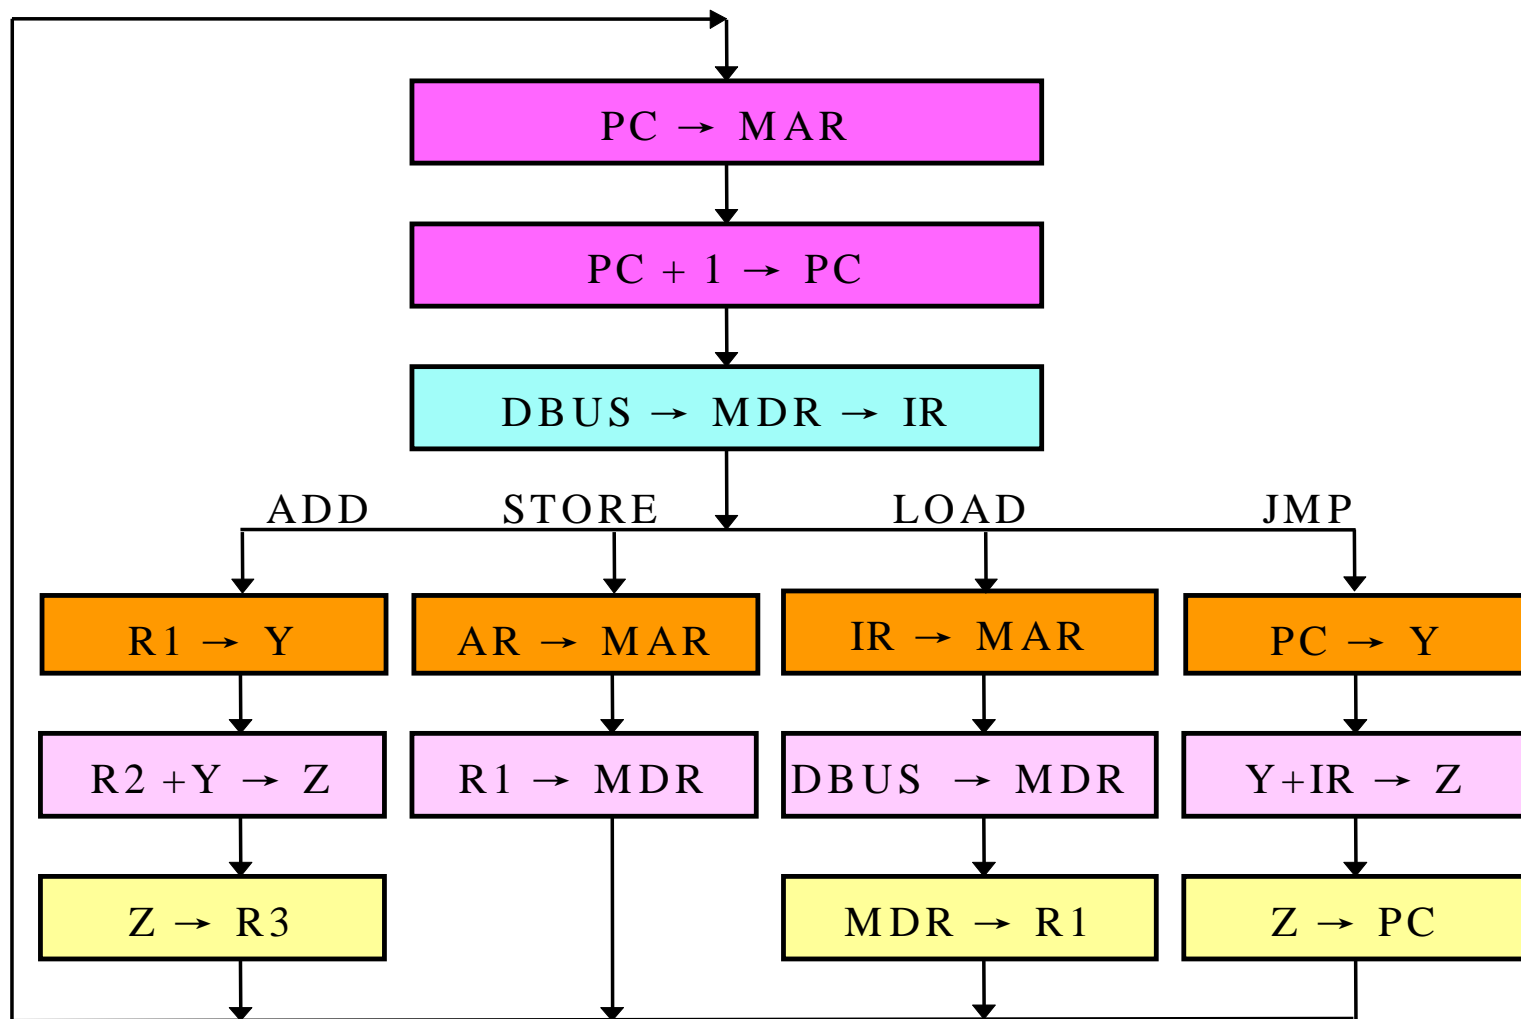 PC → MAR
PC + 1 → PC
DBUS → MDR → IR
ADD STORE LOAD JMP
R1 → Y AR → MAR IR → MAR PC → Y
R2 +Y → Z R1 → MDR DBUS → MDR Y+IR → Z
Z → R3 MDR → R1 Z → PC